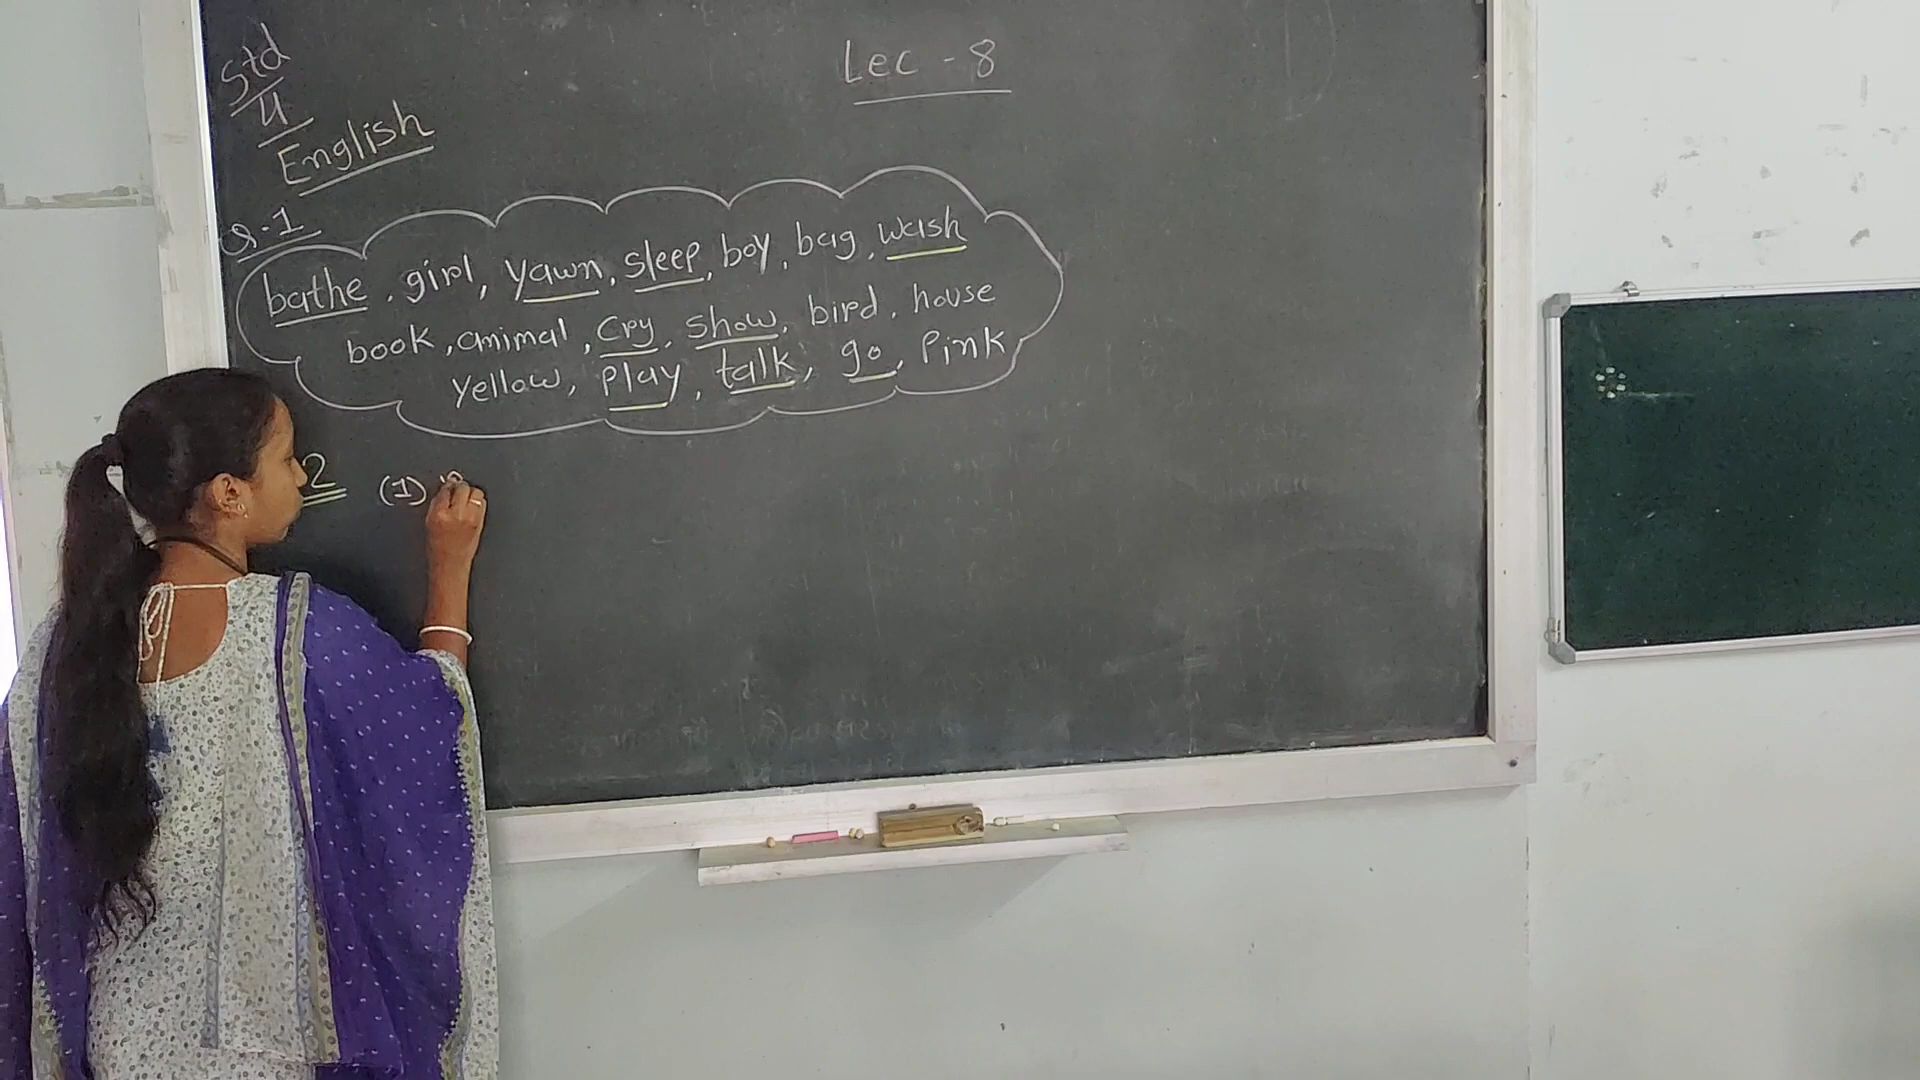 Std
4
English
Lec - 8
Q.1
bathe, girl, yawn, sleep, boy, bag, wash
book, animal, cry, show, bird, house
yellow, play, talk, go, Pink
2 (1)